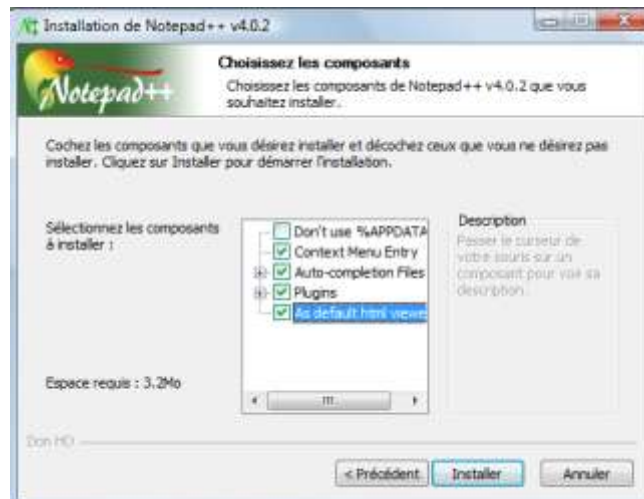 Installation de Notepad++ v4.0.2
Notepad++
Choisissez les composants
Choisissez les composants de Notepad++ v4.0.2 que vous
souhaitez installer.
Cochez les composants que vous désirez installer et décochez ceux que vous ne désirez pas
installer. Cliquez sur Installer pour démarrer l'installation.
Sélectionnez les composants
à installer :
Don't use %APPDATA
Context Menu Entry
Auto-completion Files
Plugins
As default html viewe
Description
Passer le curseur de
votre souris sur un
composant pour voir sa
description.
Espace requis : 3.2Mo
Don HO
< Précédent
Installer
Annuler